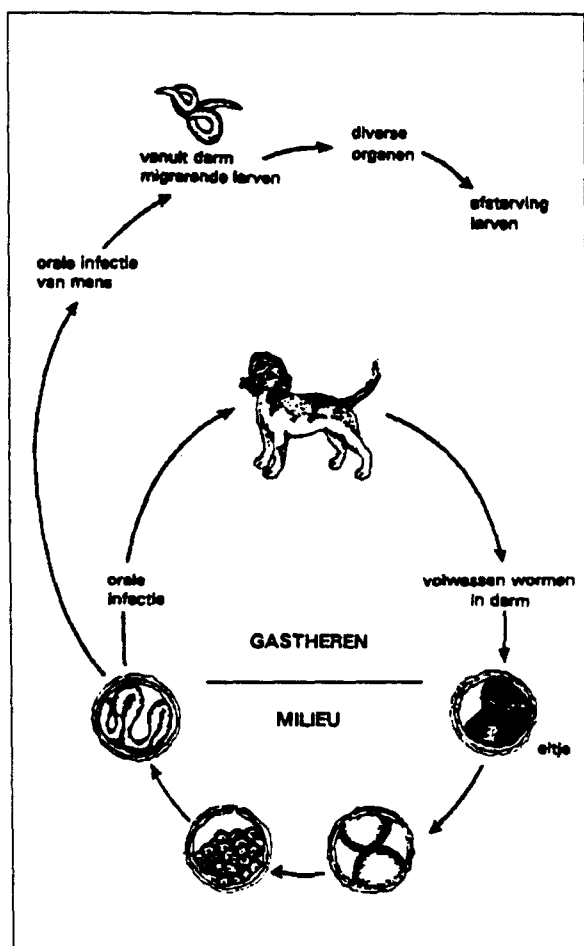 vanuit darm
migrerende larven
diverse
organen
afsterving
larven
orale infectie
van mens
orale
infectie
volwassen wormen
in darm
GASTHEREN
MILIEU
eitje